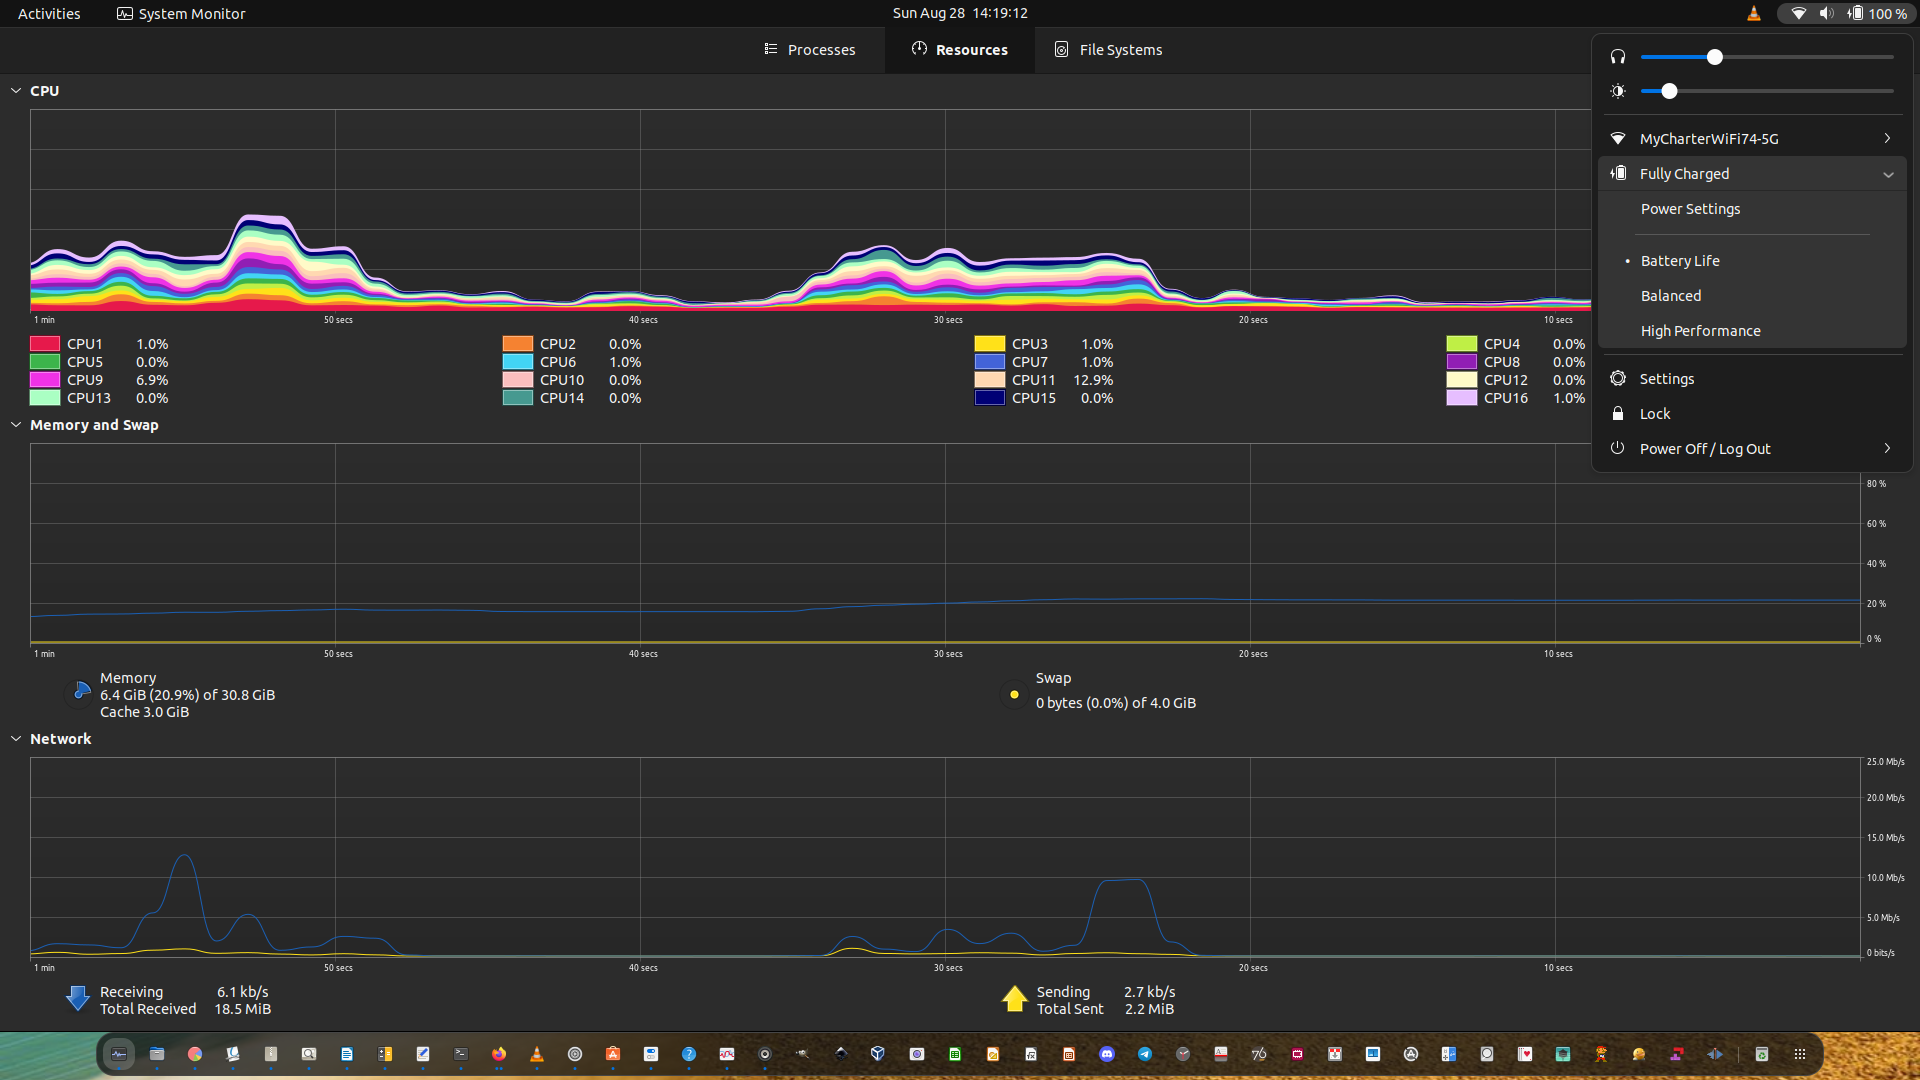 Activities System Monitor Sun Aug 28 14:19:12 100 %
Processes Resources File Systems
CPU
1 min 50 secs 40 secs 30 secs 20 secs 10 secs
CPU1 1.0% CPU2 0.0% CPU3 1.0% CPU4 0.0%
CPU5 0.0% CPU6 1.0% CPU7 1.0% CPU8 0.0%
CPU9 6.9% CPU10 0.0% CPU11 12.9% CPU12 0.0%
CPU13 0.0% CPU14 0.0% CPU15 0.0% CPU16 1.0%
MyCharterWiFi74-5G
Fully Charged
Power Settings
• Battery Life
Balanced
High Performance
Settings
Lock
Power Off / Log Out
Memory and Swap
80 %
60 %
40 %
20 %
0 %
1 min 50 secs 40 secs 30 secs 20 secs 10 secs
Memory
6.4 GiB (20.9%) of 30.8 GiB
Cache 3.0 GiB
Swap
0 bytes (0.0%) of 4.0 GiB
Network
25.0 Mb/s
20.0 Mb/s
15.0 Mb/s
10.0 Mb/s
5.0 Mb/s
0 bits/s
1 min 50 secs 40 secs 30 secs 20 secs 10 secs
Receiving 6.1 kb/s
Total Received 18.5 MiB
Sending 2.7 kb/s
Total Sent 2.2 MiB
76